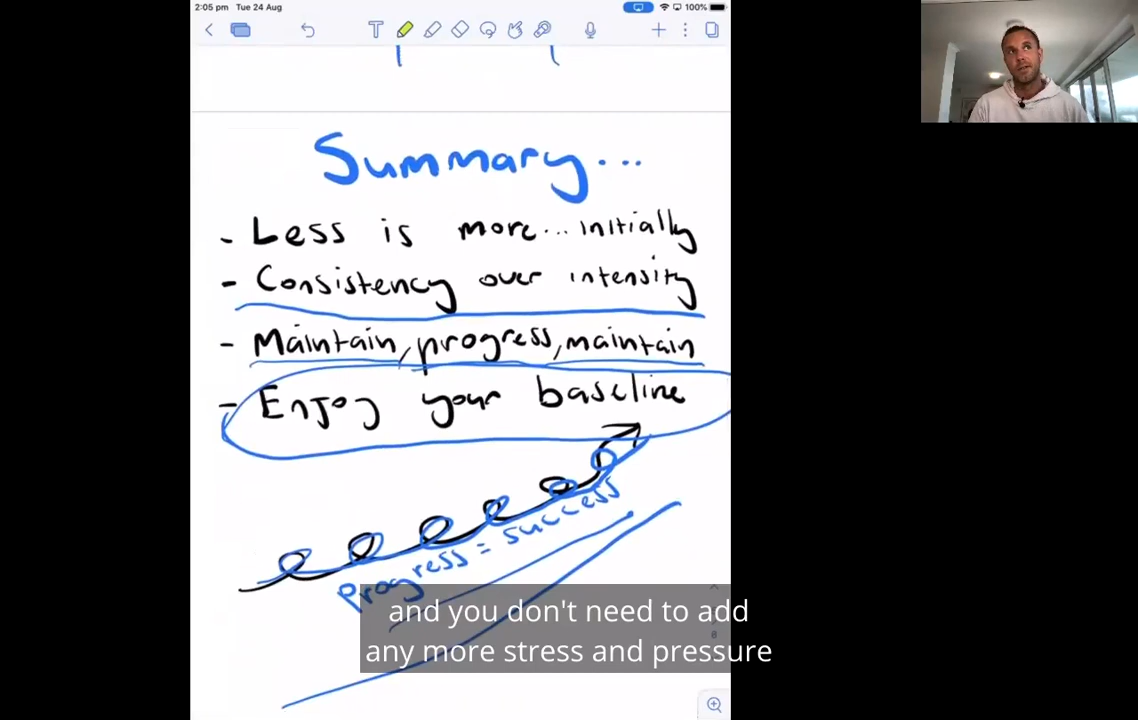 2:05 pm Tue 24 Aug
100%
T
Summary...
- Less is more... initially
- Consistency over intensity
- Maintain, progress, maintain
- Enjoy your baseline
progress = success
and you don't need to add
any more stress and pressure
8